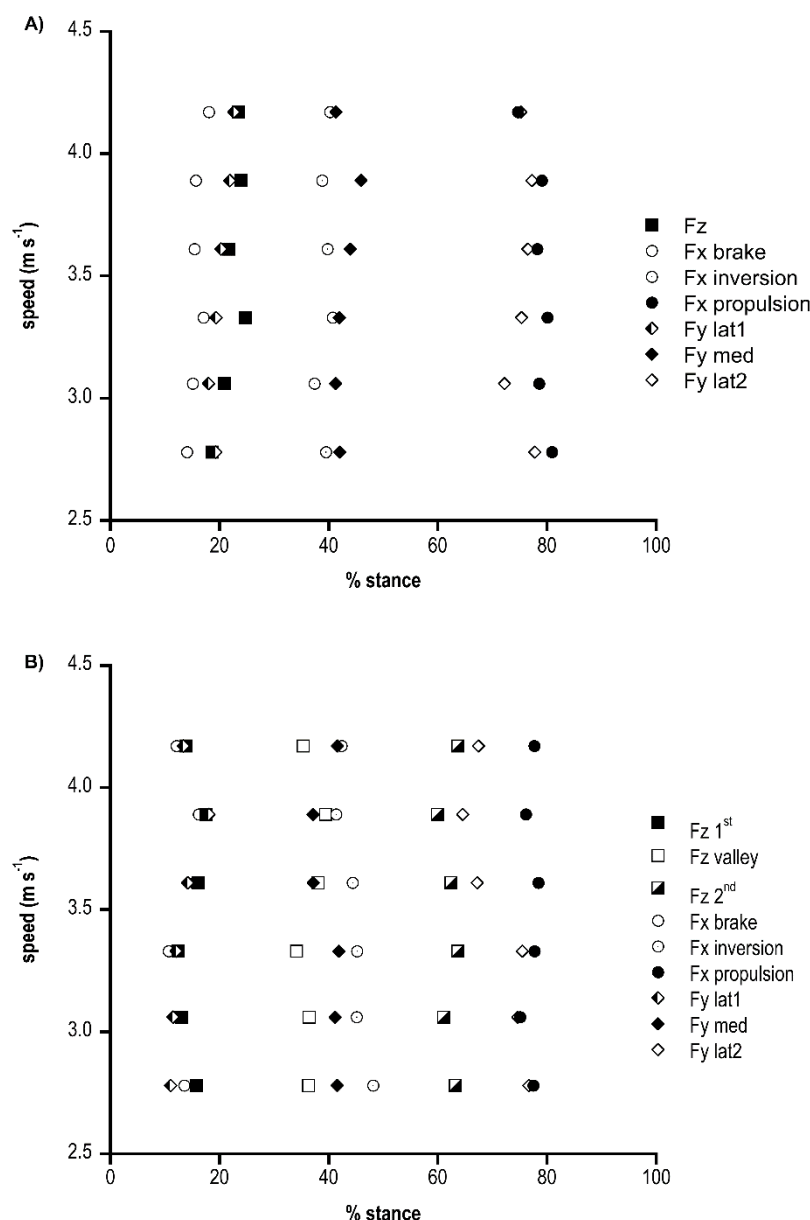 A)
4.5
4.0
3.5
3.0
2.5
speed (m s⁻¹)
0 20 40 60 80 100
% stance
Fz
Fx brake
Fx inversion
Fx propulsion
Fy lat1
Fy med
Fy lat2
B)
4.5
4.0
3.5
3.0
2.5
speed (m s⁻¹)
0 20 40 60 80 100
% stance
Fz 1st
Fz valley
Fz 2nd
Fx brake
Fx inversion
Fx propulsion
Fy lat1
Fy med
Fy lat2